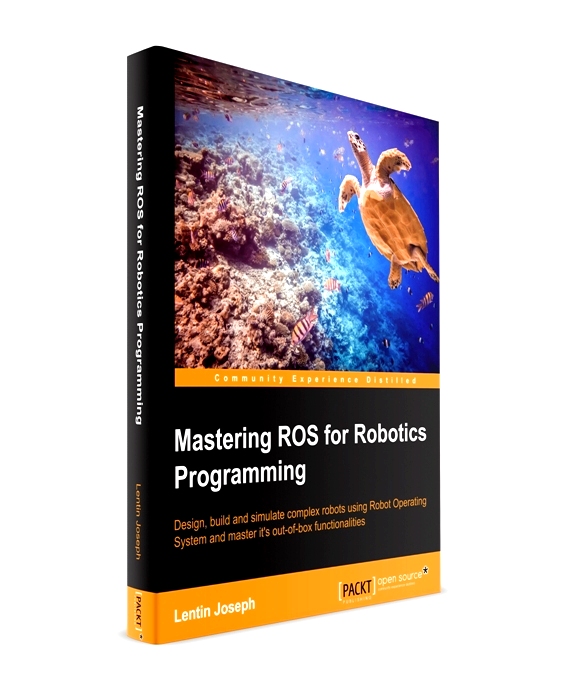 Mastering ROS for Robotics Programming
Lentin Joseph
[PACKT]
Community Experience Distilled
Mastering ROS for Robotics
Programming
Design, build and simulate complex robots using Robot Operating
System and master it's out-of-box functionalities
Lentin Joseph
[PACKT] open source*
PUBLISHING